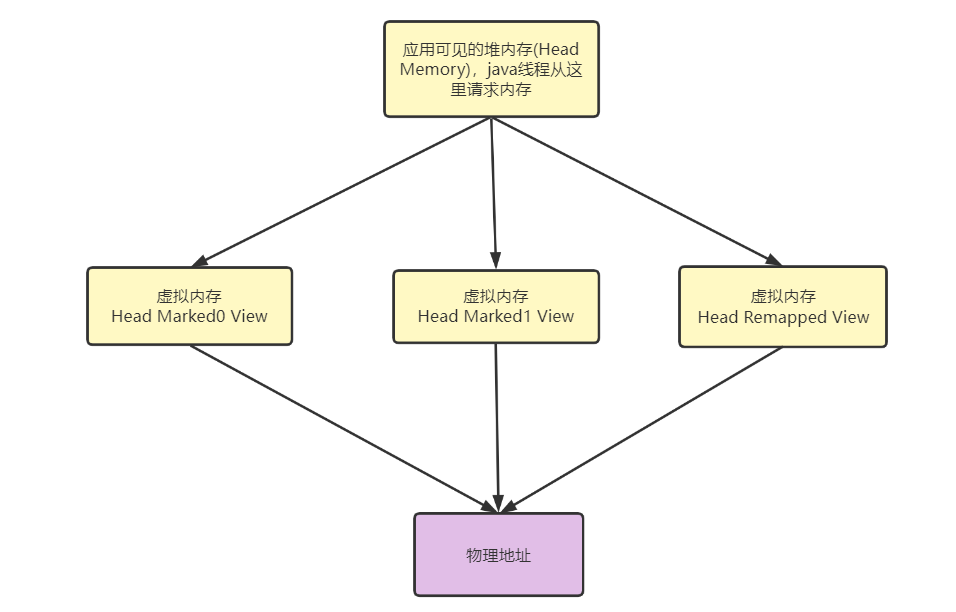 应用可见的堆内存(Head
Memory)，java线程从这
里请求内存
虚拟内存
Head Marked0 View
虚拟内存
Head Marked1 View
虚拟内存
Head Remapped View
物理地址